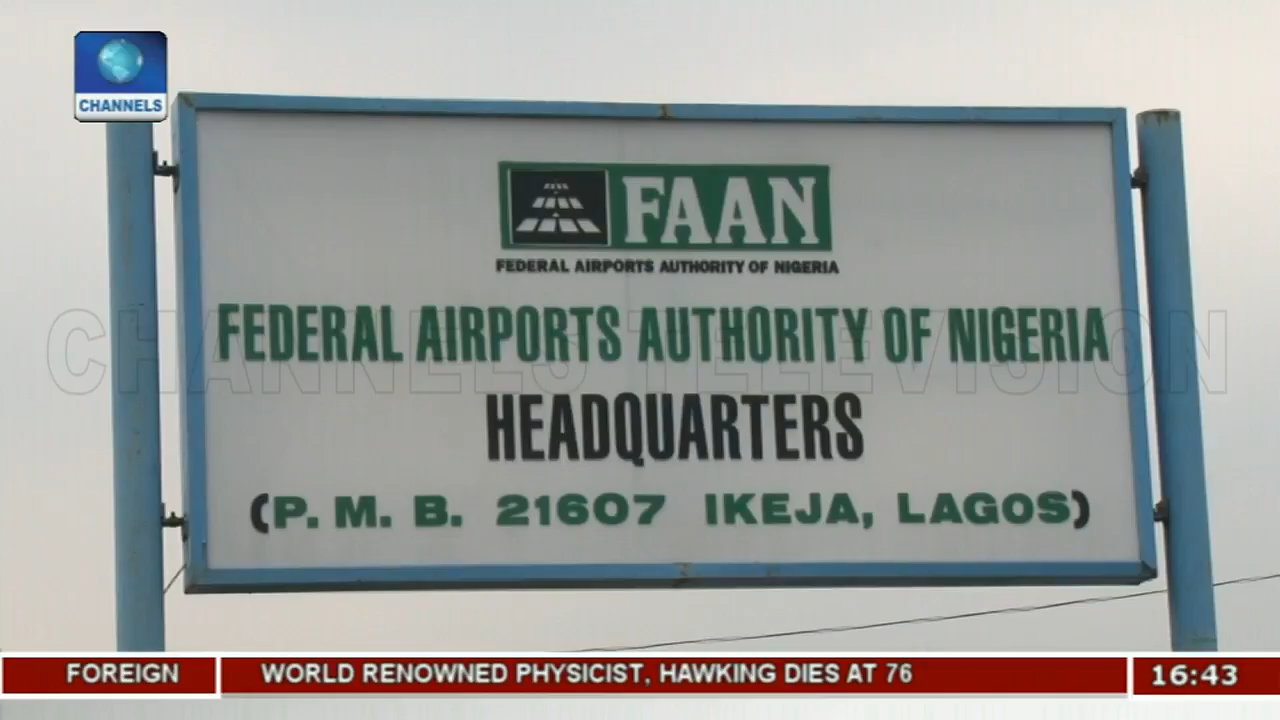 CHANNELS
FAAN
FEDERAL AIRPORTS AUTHORITY OF NIGERIA
FEDERAL AIRPORTS AUTHORITY OF NIGERIA
CHANNELS TELEVISION
HEADQUARTERS
(P. M. B. 21607 IKEJA, LAGOS)
FOREIGN
WORLD RENOWNED PHYSICIST, HAWKING DIES AT 76
16:43